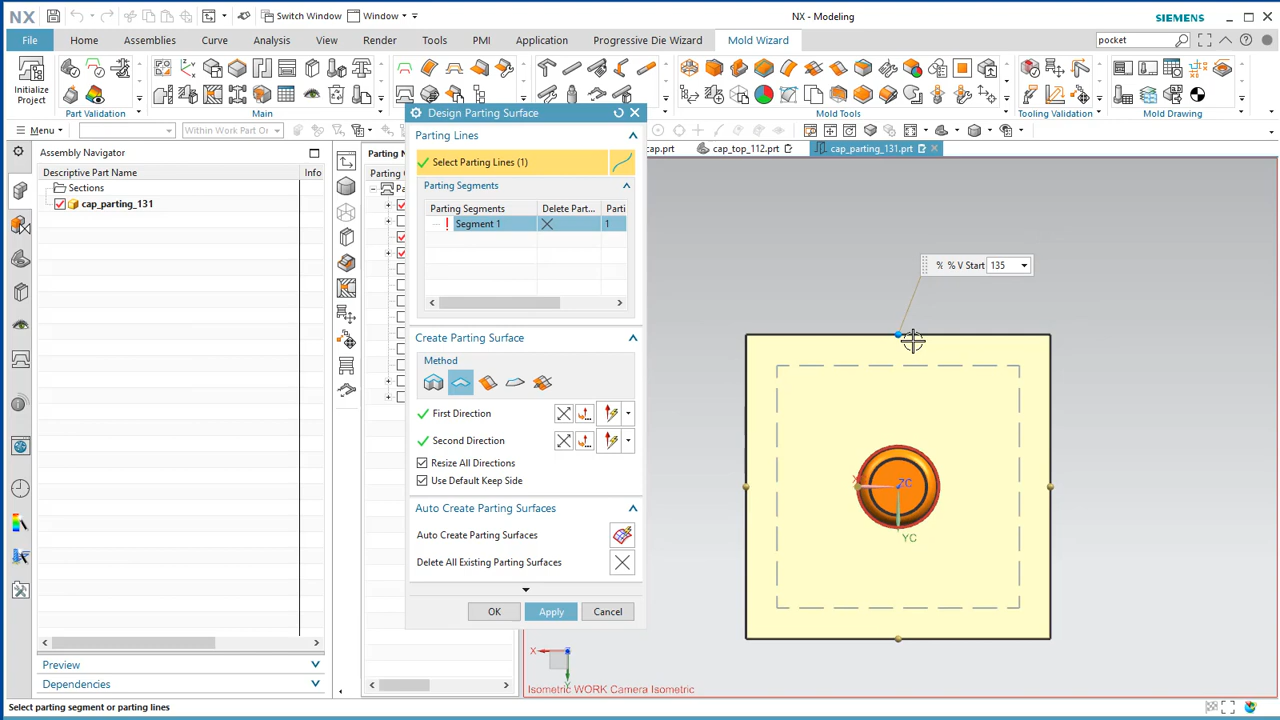 NX
Switch Window
Window
NX - Modeling
SIEMENS
File
Home
Assemblies
Curve
Analysis
View
Render
Tools
PMI
Application
Progressive Die Wizard
Mold Wizard
pocket
Initialize
Project
Part Validation
Main
Mold Tools
Tooling Validation
Mold Drawing
Menu
Within Work Part On
Assembly Navigator
Descriptive Part Name
Info
Sections
cap_parting_131
Preview
Dependencies
Parting N
Parting
Pa
cap.prt
cap_top_112.prt
cap_parting_131.prt
Design Parting Surface
Parting Lines
Select Parting Lines (1)
Parting Segments
Parting Segments
Delete Part...
Parti
Segment 1
1
Create Parting Surface
Method
First Direction
Second Direction
Resize All Directions
Use Default Keep Side
Auto Create Parting Surfaces
Auto Create Parting Surfaces
Delete All Existing Parting Surfaces
OK
Apply
Cancel
% % V Start 135
X
ZC
YC
X
Y
Isometric WORK Camera Isometric
Select parting segment or parting lines